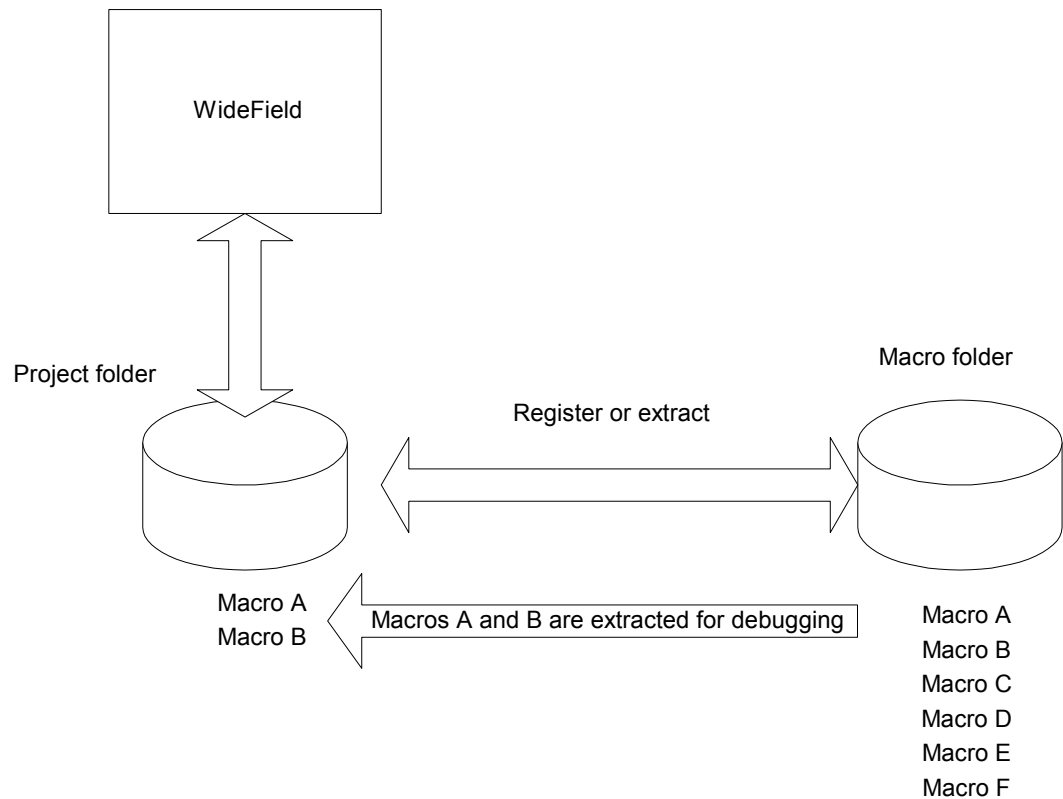 WideField
Project folder
Macro folder
Register or extract
Macro A
Macro B
Macros A and B are extracted for debugging
Macro A
Macro B
Macro C
Macro D
Macro E
Macro F